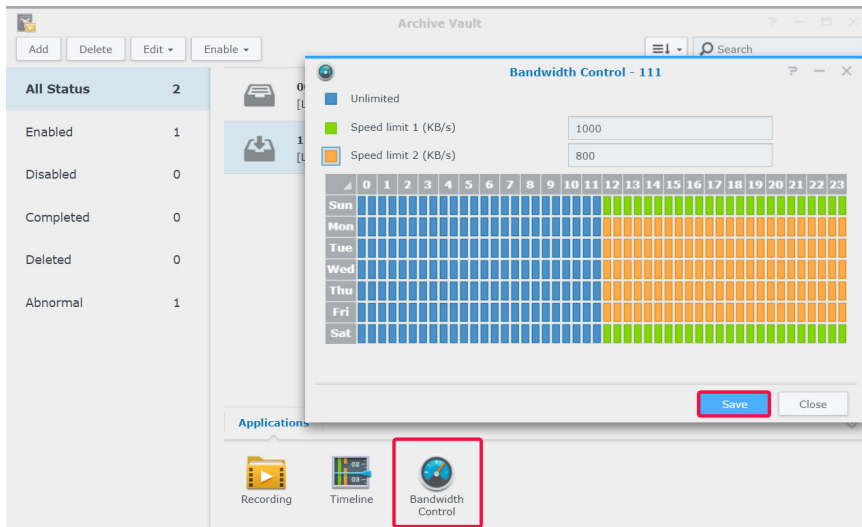 Archive Vault
Add Delete Edit Enable Search
Bandwidth Control - 111
All Status 2
Enabled 1
Disabled 0
Completed 0
Deleted 0
Abnormal 1
Unlimited
Speed limit 1 (KB/s) 1000
Speed limit 2 (KB/s) 800
0 1 2 3 4 5 6 7 8 9 10 11 12 13 14 15 16 17 18 19 20 21 22 23
Sun
Mon
Tue
Wed
Thu
Fri
Sat
Save Close
Applications
Recording
Timeline
Bandwidth
Control